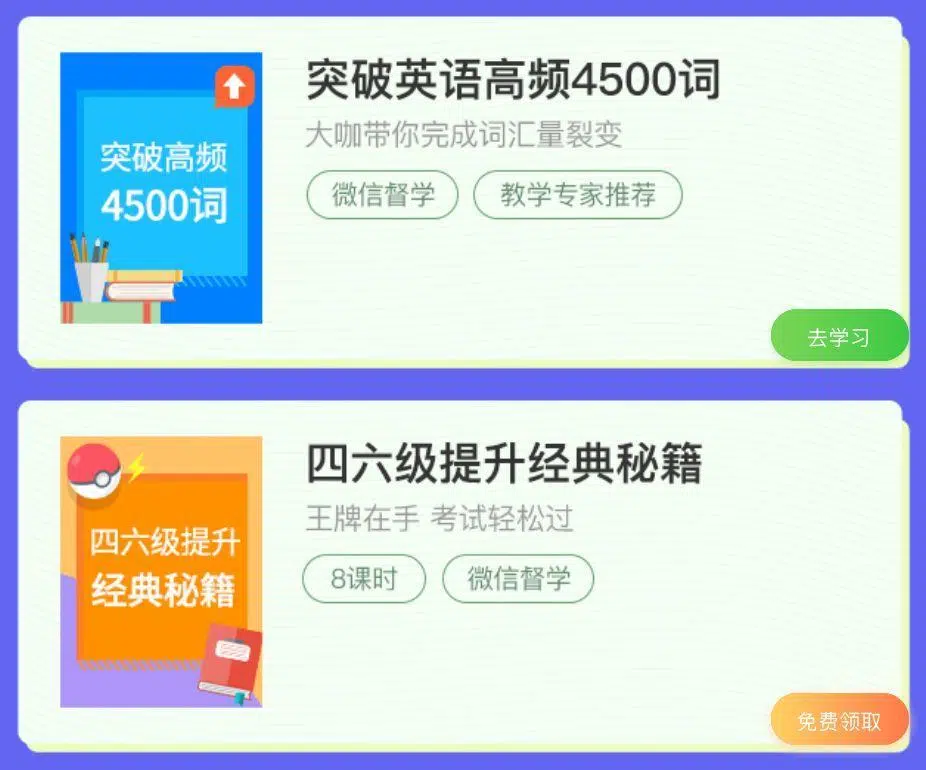 突破英语高频4500词
大咖带你完成词汇量裂变
微信督学 教学专家推荐
突破高频
4500词
去学习
四六级提升经典秘籍
王牌在手 考试轻松过
8课时 微信督学
四六级提升
经典秘籍
免费领取